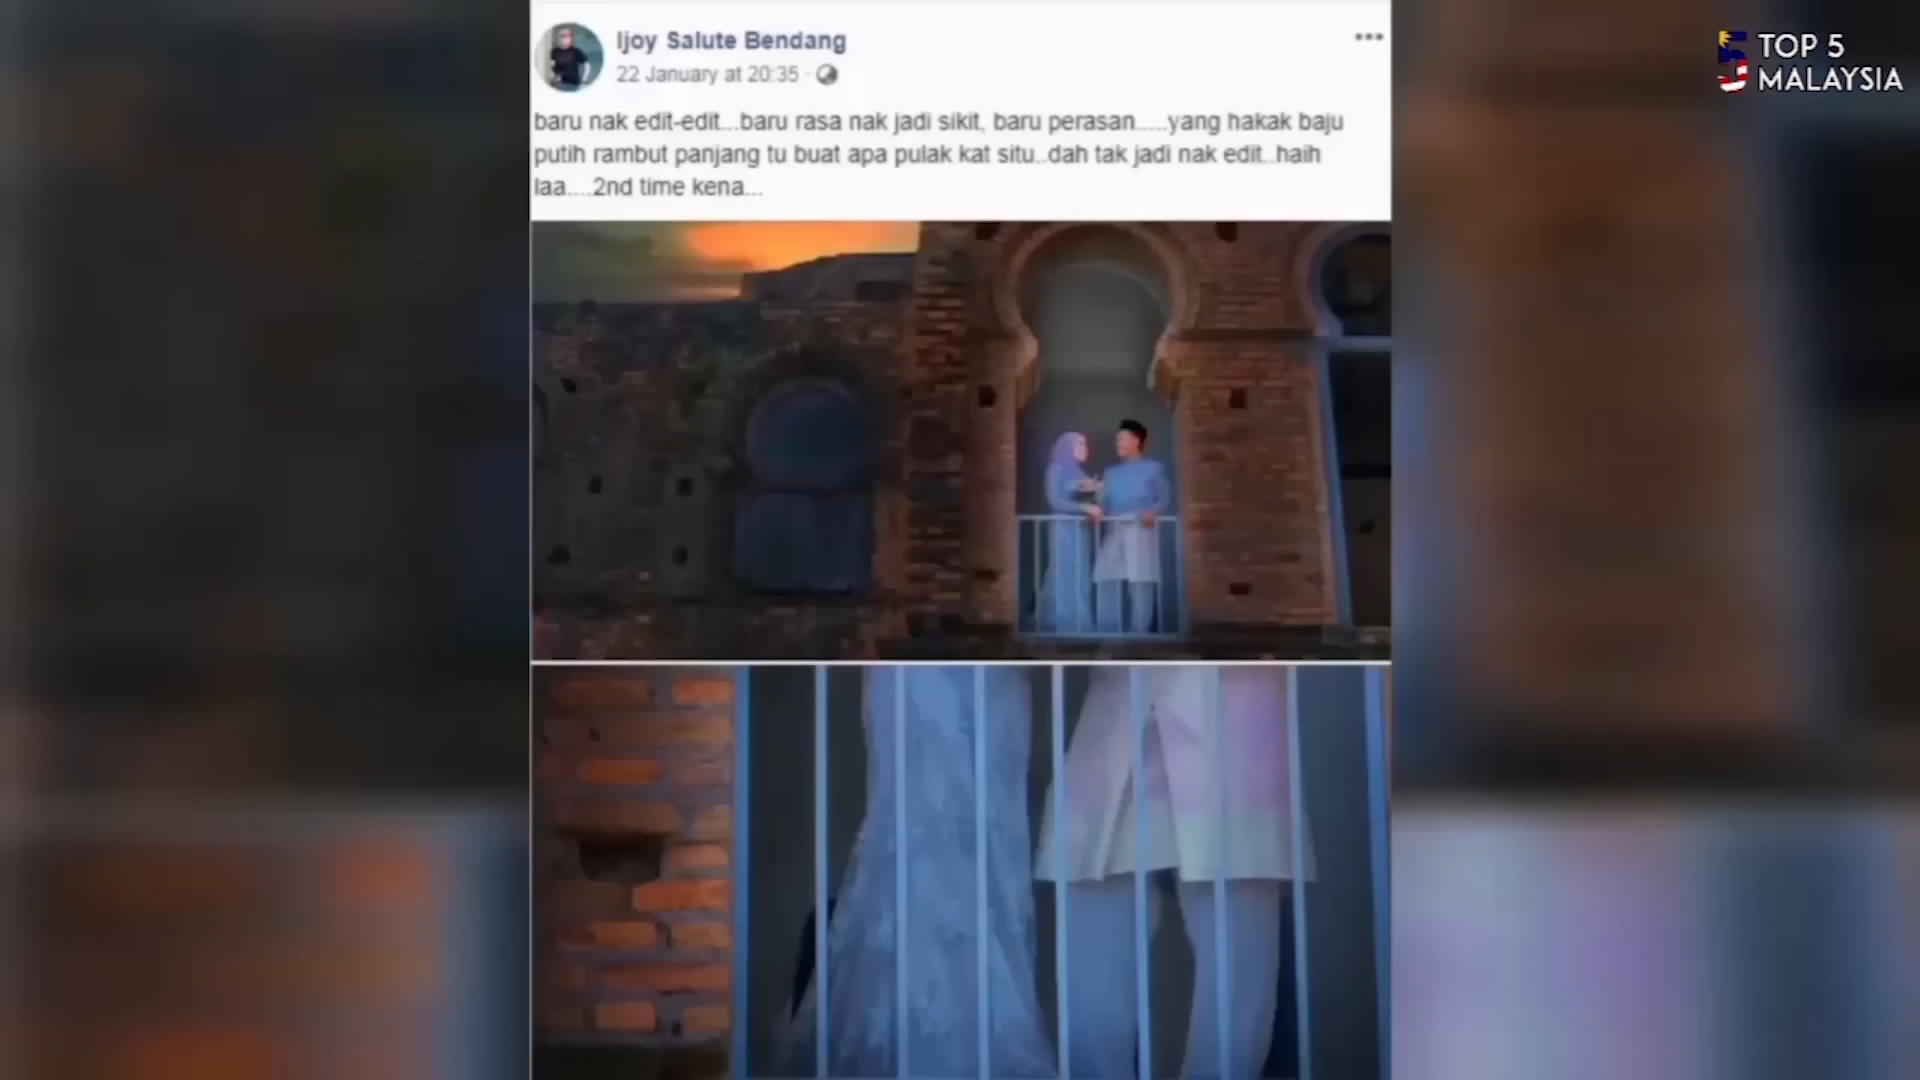 Ijoy Salute Bendang
22 January at 20:35
baru nak edit-edit...baru rasa nak jadi sikit, baru perasan.....yang hakak baju
putih rambut panjang tu buat apa pulak kat situ..dah tak jadi nak edit..haih
laa....2nd time kena...
TOP 5
MALAYSIA